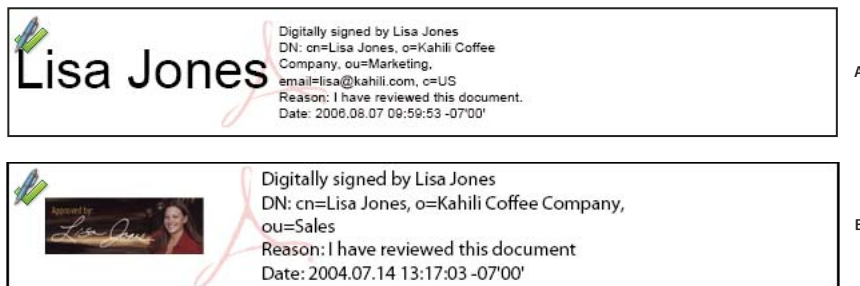 Lisa Jones
Digitally signed by Lisa Jones
DN: cn=Lisa Jones, o=Kahili Coffee
Company, ou=Marketing,
email=lisa@kahili.com, c=US
Reason: I have reviewed this document.
Date: 2006.08.07 09:59:53 -07'00'
A
Approved by:
Lisa Jones
Digitally signed by Lisa Jones
DN: cn=Lisa Jones, o=Kahili Coffee Company,
ou=Sales
Reason: I have reviewed this document
Date: 2004.07.14 13:17:03 -07'00'